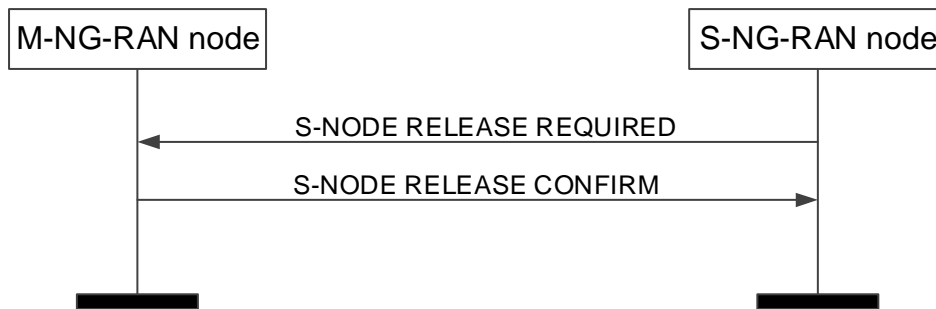 M-NG-RAN node
S-NG-RAN node
S-NODE RELEASE REQUIRED
S-NODE RELEASE CONFIRM